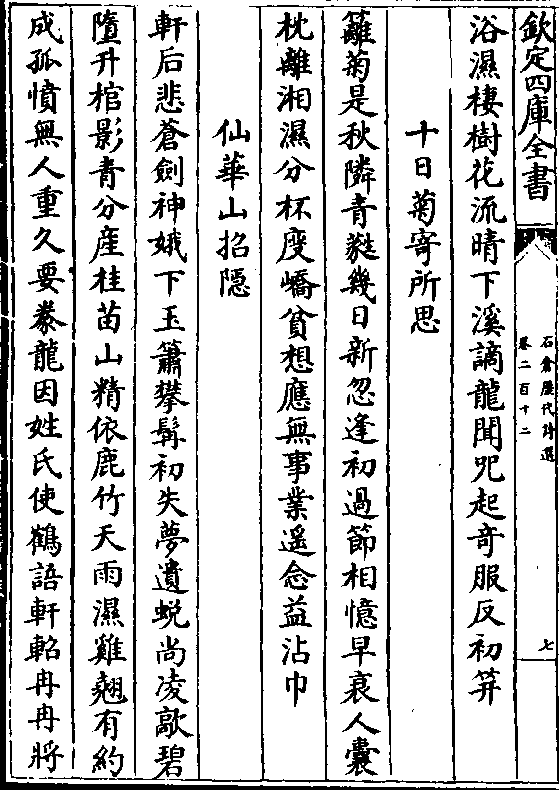 欽定四庫全書
石倉歷代詩選
卷二百十二
七
浴濕棲樹花流晴下溪謫龍聞咒起奇服反初笄
十日菊寄所思
籬菊是秋隣青蕤幾日新忽逢初過節相憶早衰人囊
枕離湘濕分杯度嶠貧想應無事業遥念益沾巾
仙華山招隠
軒后悲蒼劍神娥下玉簫攀髯初失夢遺蛻尚凌歊碧
墮升棺影青分産桂苗山精依鹿竹天雨濕雞翹有約
成孤憤無人重久要豢龍因姓氏使鶴語軒軺冉冉將